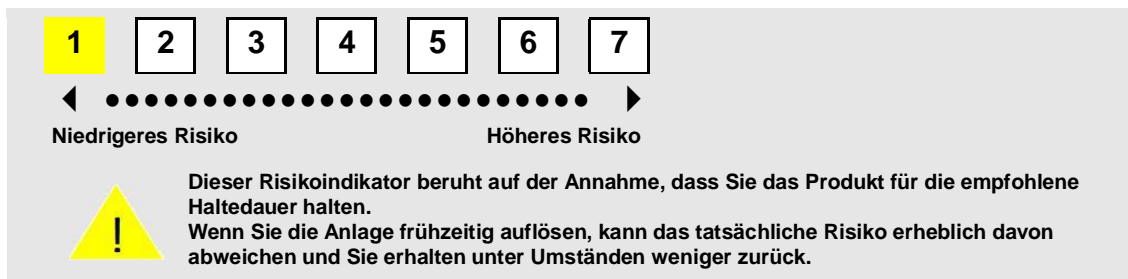 1 2 3 4 5 6 7
Niedrigeres Risiko Höheres Risiko
Dieser Risikoindikator beruht auf der Annahme, dass Sie das Produkt für die empfohlene
Haltedauer halten.
Wenn Sie die Anlage frühzeitig auflösen, kann das tatsächliche Risiko erheblich davon
abweichen und Sie erhalten unter Umständen weniger zurück.
!